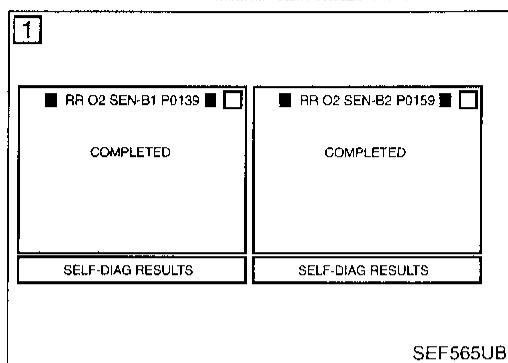 1
RR O2 SEN-B1 P0139
COMPLETED
SELF-DIAG RESULTS
RR O2 SEN-B2 P0159
COMPLETED
SELF-DIAG RESULTS
SEF565UB